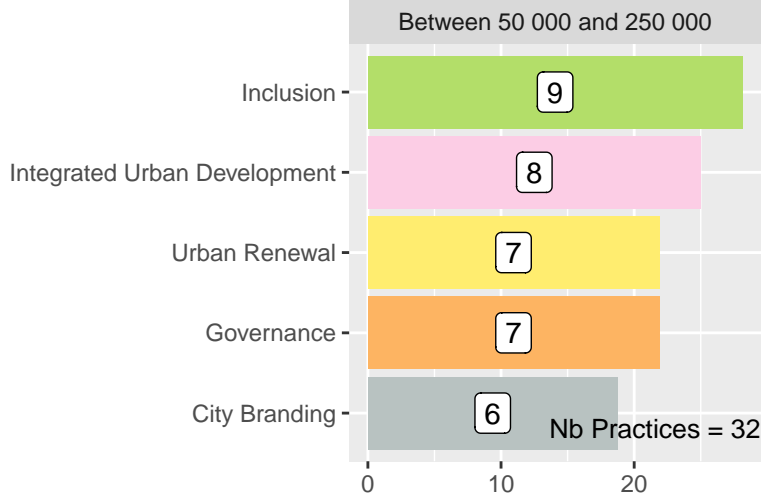 Between 50 000 and 250 000
Inclusion
9
Integrated Urban Development
8
Urban Renewal
7
Governance
7
City Branding
6
Nb Practices = 32
0
10
20